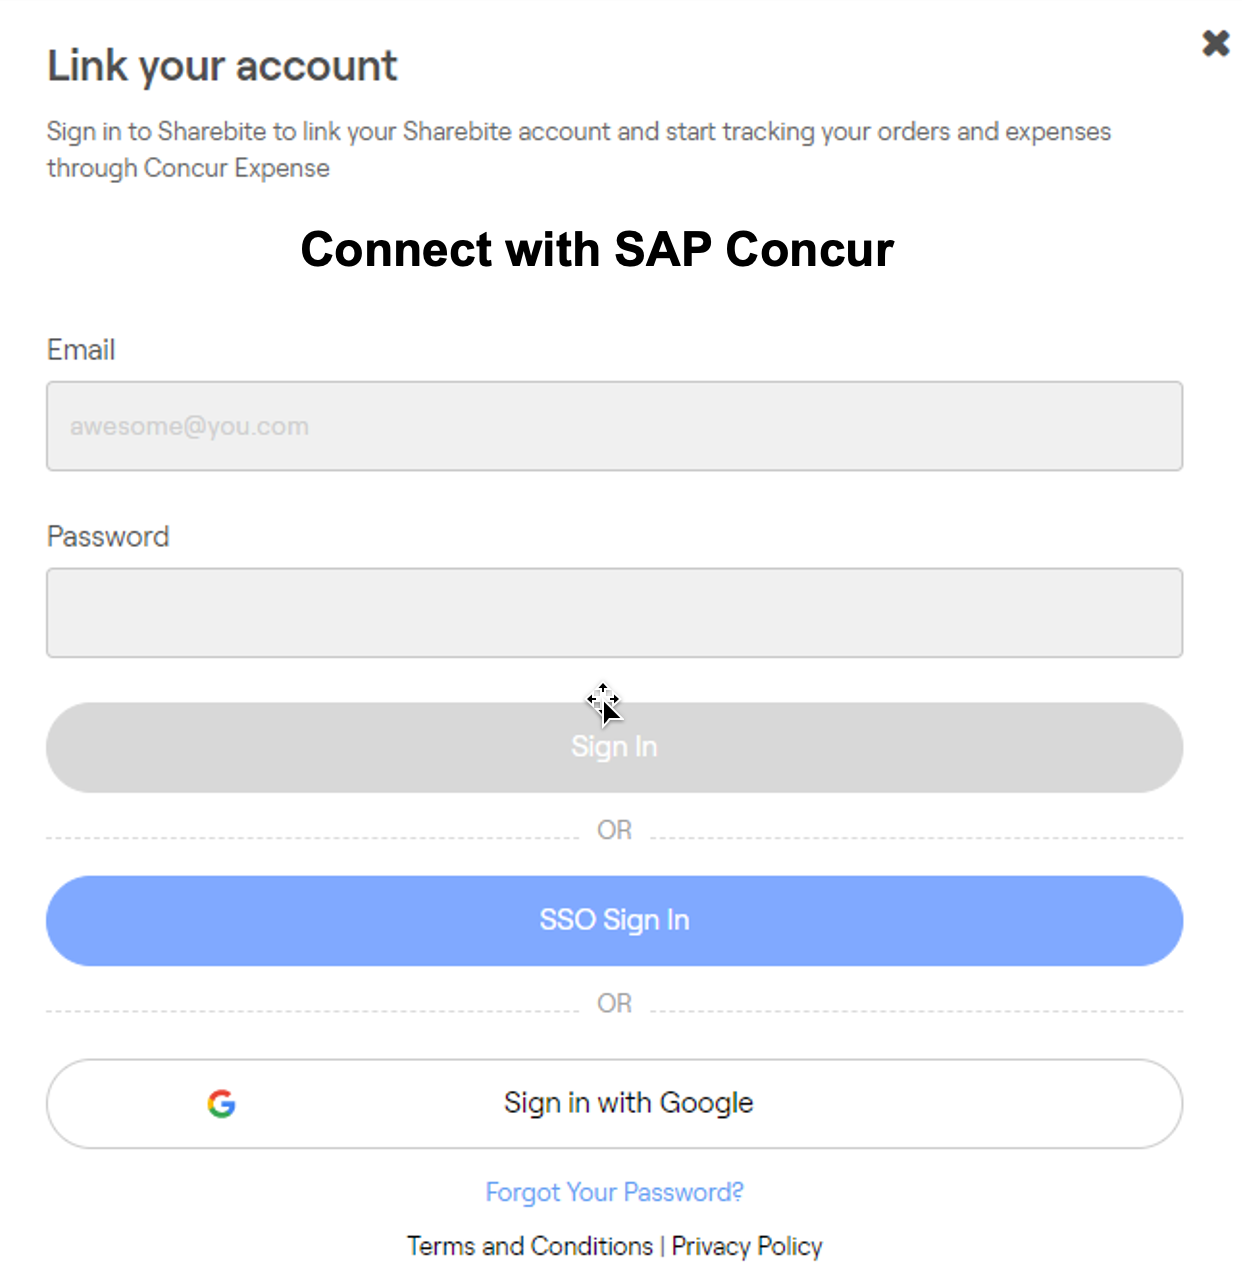 Link your account
Sign in to Sharebite to link your Sharebite account and start tracking your orders and expenses
through Concur Expense
Connect with SAP Concur
Email
awesome@you.com
Password
Sign In
OR
SSO Sign In
OR
Sign in with Google
Forgot Your Password?
Terms and Conditions | Privacy Policy